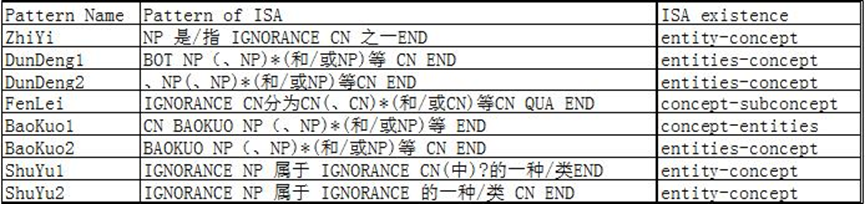 Pattern Name Pattern of ISA ISA existence
ZhiYi NP 是/指 IGNORANCE CN 之一END entity-concept
DunDeng1 BOT NP（、NP)*(和/或NP)等 CN END entities-concept
DunDeng2 、NP(、NP)*(和/或NP)等CN END entities-concept
FenLei IGNORANCE CN分为CN(、CN)*(和/或CN)等CN QUA END concept-subconcept
BaoKuo1 CN BAOKUO NP（、NP)*(和/或NP)等 END concept-entities
BaoKuo2 BAOKUO NP（、NP)*(和/或NP)等 CN END entities-concept
ShuYu1 IGNORANCE NP 属于 IGNORANCE CN(中)?的一种/类END entity-concept
ShuYu2 IGNORANCE NP 属于 IGNORANCE 的一种/类 CN END entity-concept